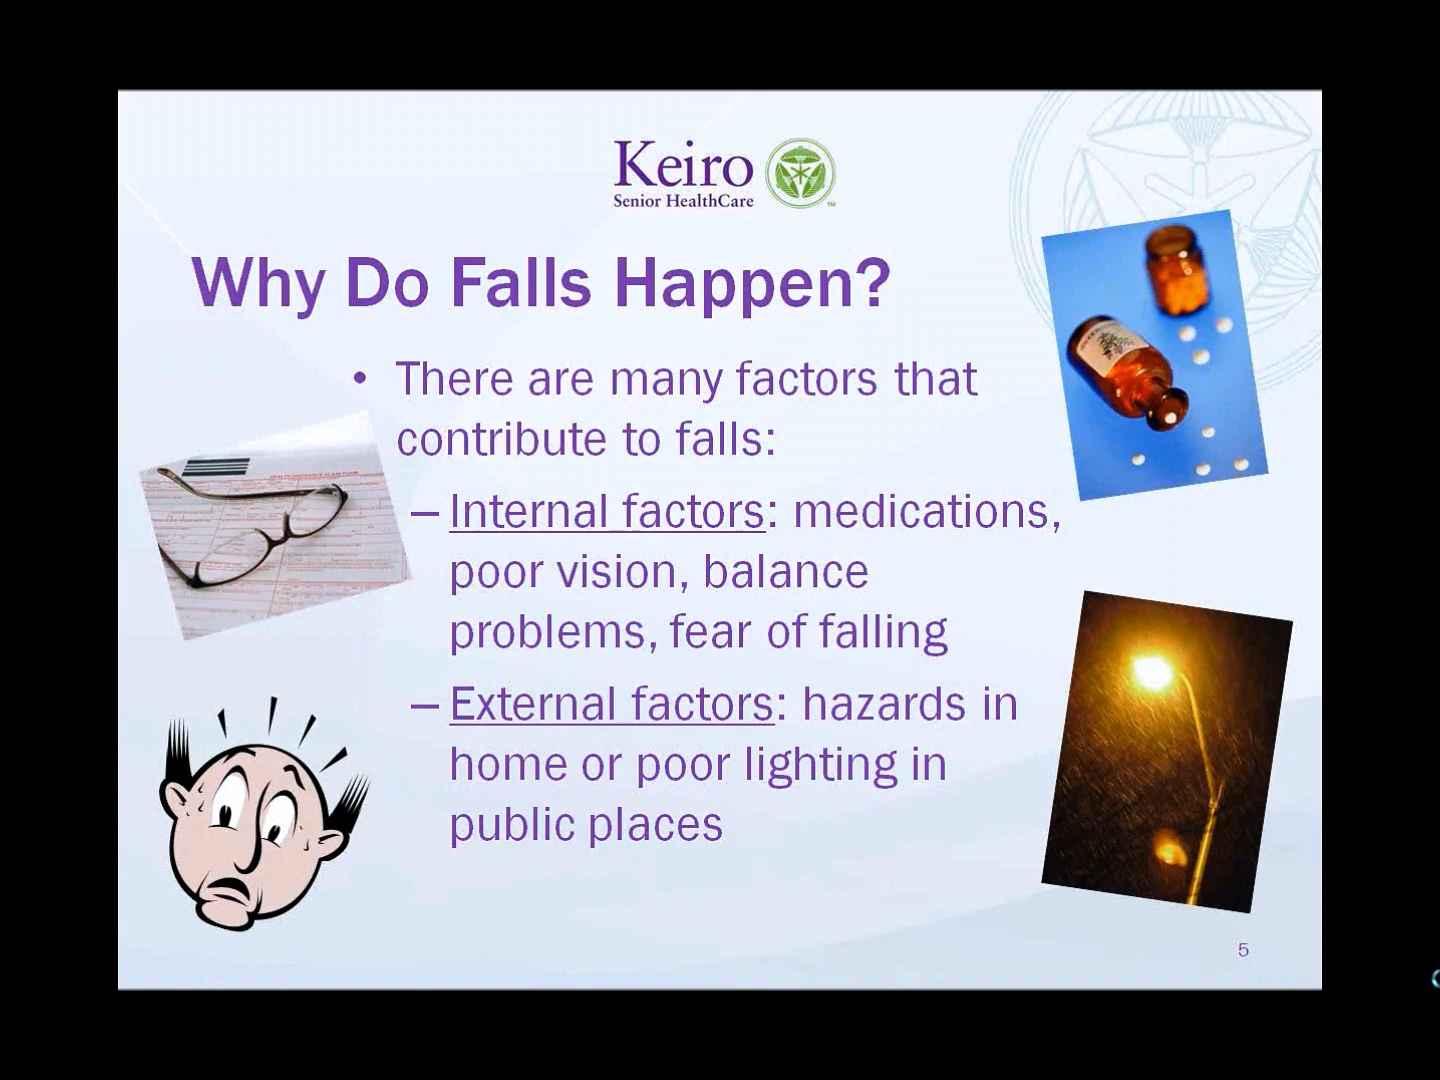 Keiro
Senior HealthCare
TM
Why Do Falls Happen?
• There are many factors that
contribute to falls:
– Internal factors: medications,
poor vision, balance
problems, fear of falling
– External factors: hazards in
home or poor lighting in
public places
5